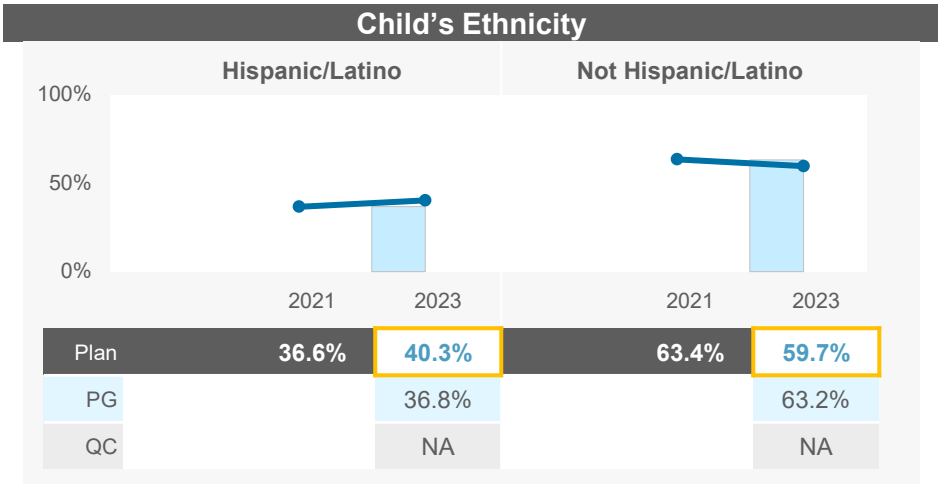 Child’s Ethnicity
Hispanic/Latino Not Hispanic/Latino
100%
50%
0%
2021 2023 2021 2023
Plan 36.6% 40.3% 63.4% 59.7%
PG 36.8% 63.2%
QC NA NA